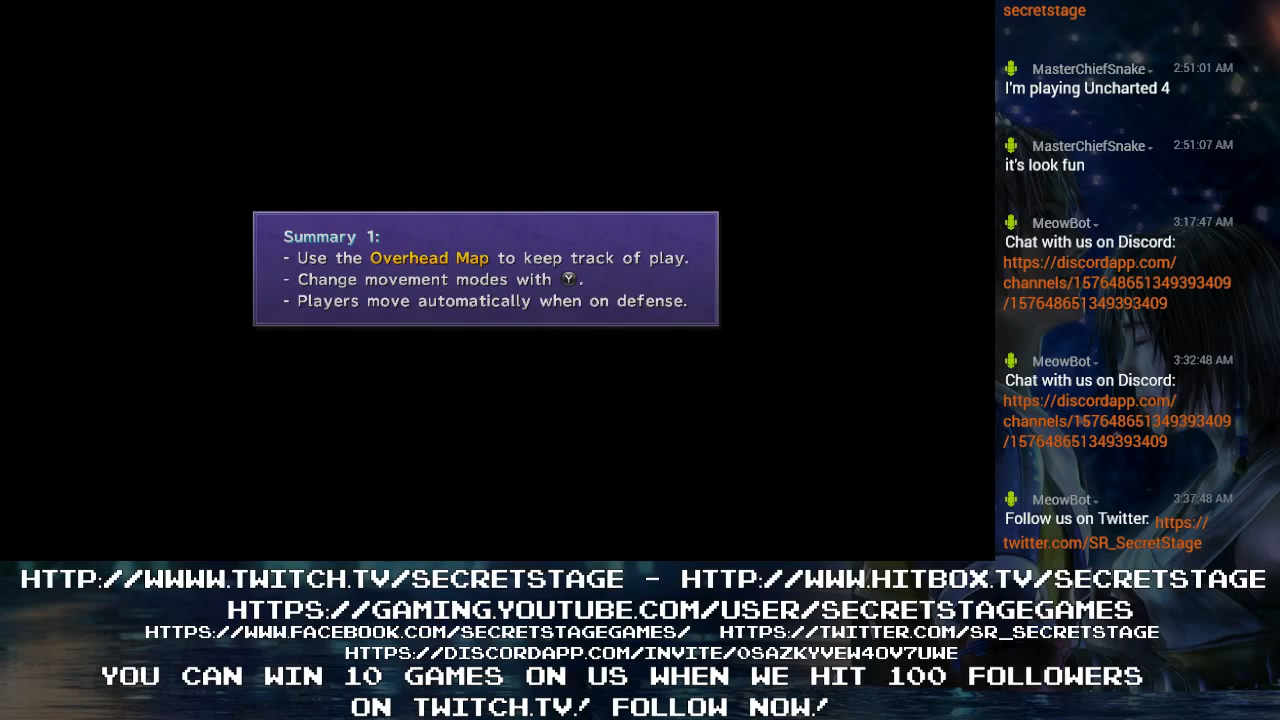 secretstage
MasterChiefSnake 2:51:01 AM
I'm playing Uncharted 4
MasterChiefSnake 2:51:07 AM
it's look fun
MeowBot 3:17:47 AM
Chat with us on Discord:
https://discordapp.com/
channels/157648651349393409
/157648651349393409
MeowBot 3:32:48 AM
Chat with us on Discord:
https://discordapp.com/
channels/157648651349393409
/157648651349393409
MeowBot 3:37:48 AM
Follow us on Twitter: https://
twitter.com/SR_SecretStage
Summary 1:
- Use the Overhead Map to keep track of play.
- Change movement modes with Y.
- Players move automatically when on defense.
HTTP://WWWW.TWITCH.TV/SECRETSTAGE - HTTP://WWW.HITBOX.TV/SECRETSTAGE
HTTPS://GAMING.YOUTUBE.COM/USER/SECRETSTAGEGAMES
HTTPS://WWW.FACEBOOK.COM/SECRETSTAGEGAMES/ HTTPS://TWITTER.COM/SR_SECRETSTAGE
HTTPS://DISCORDAPP.COM/INVITE/0SAZKYVEW4OV7UWE
YOU CAN WIN 10 GAMES ON US WHEN WE HIT 100 FOLLOWERS
ON TWITCH.TV! FOLLOW NOW!